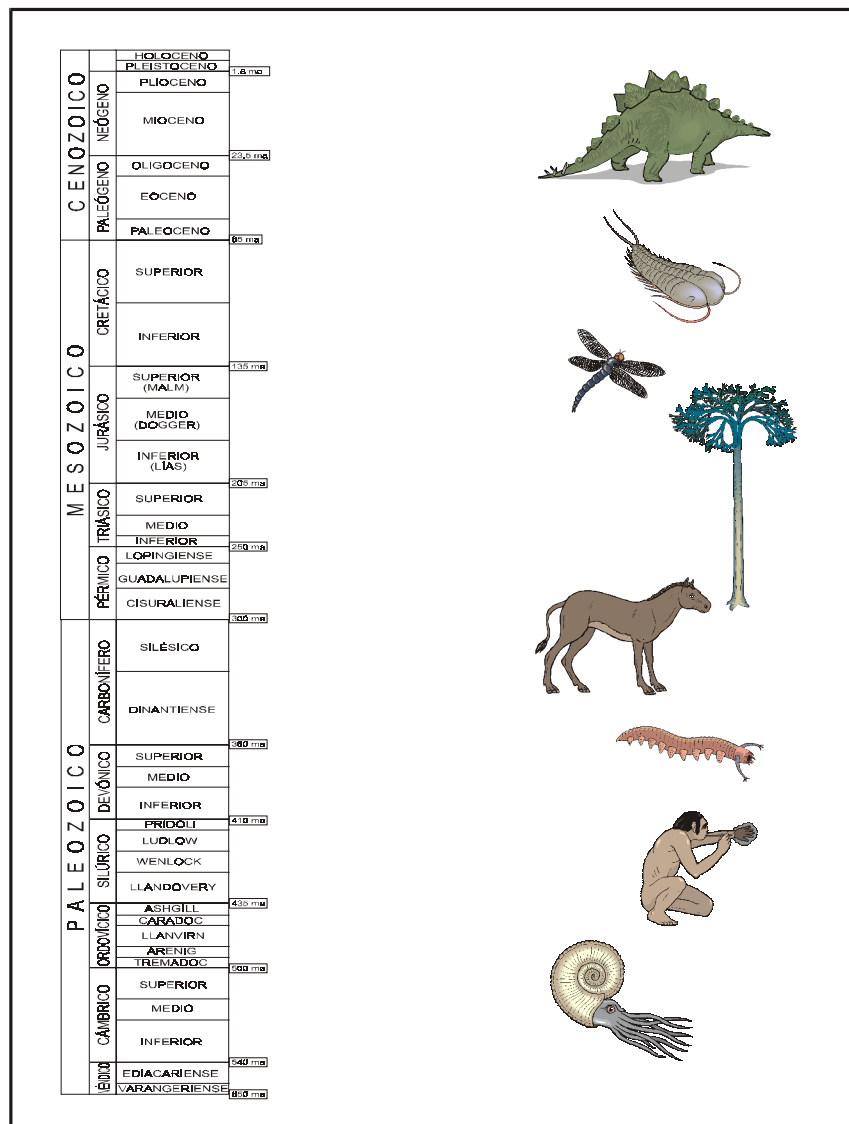 CENOZOICO
NEÓGENO
HOLOCENO
PLEISTOCENO
1.6 ma
PLIOCENO
MIOCENO
23,5 ma
PALEÓGENO
OLIGOCENO
EOCENO
PALEOCENO
65 ma
MESOZOICO
CRETÁCICO
SUPERIOR
INFERIOR
135 ma
JURÁSICO
SUPERIOR
(MALM)
MEDIO
(DOGGER)
INFERIOR
(LÍAS)
205 ma
TRIÁSICO
SUPERIOR
MEDIO
INFERIOR
250 ma
PÉRMICO
LOPINGIENSE
GUADALUPIENSE
CISURALIENSE
300 ma
PALEOZOICO
CARBONÍFERO
SILÉSICO
DINANTIENSE
360 ma
DEVÓNICO
SUPERIOR
MEDIO
INFERIOR
410 ma
SILÚRICO
PRÍDOLI
LUDLOW
WENLOCK
LLANDOVERY
435 ma
ORDOVÍCICO
ASHGILL
CARADOC
LLANVIRN
ARENIG
TREMADOC
500 ma
CÁMBRICO
SUPERIOR
MEDIO
INFERIOR
540 ma
VÉNDICO
EDIACARIENSE
VARANGERIENSE
650 ma